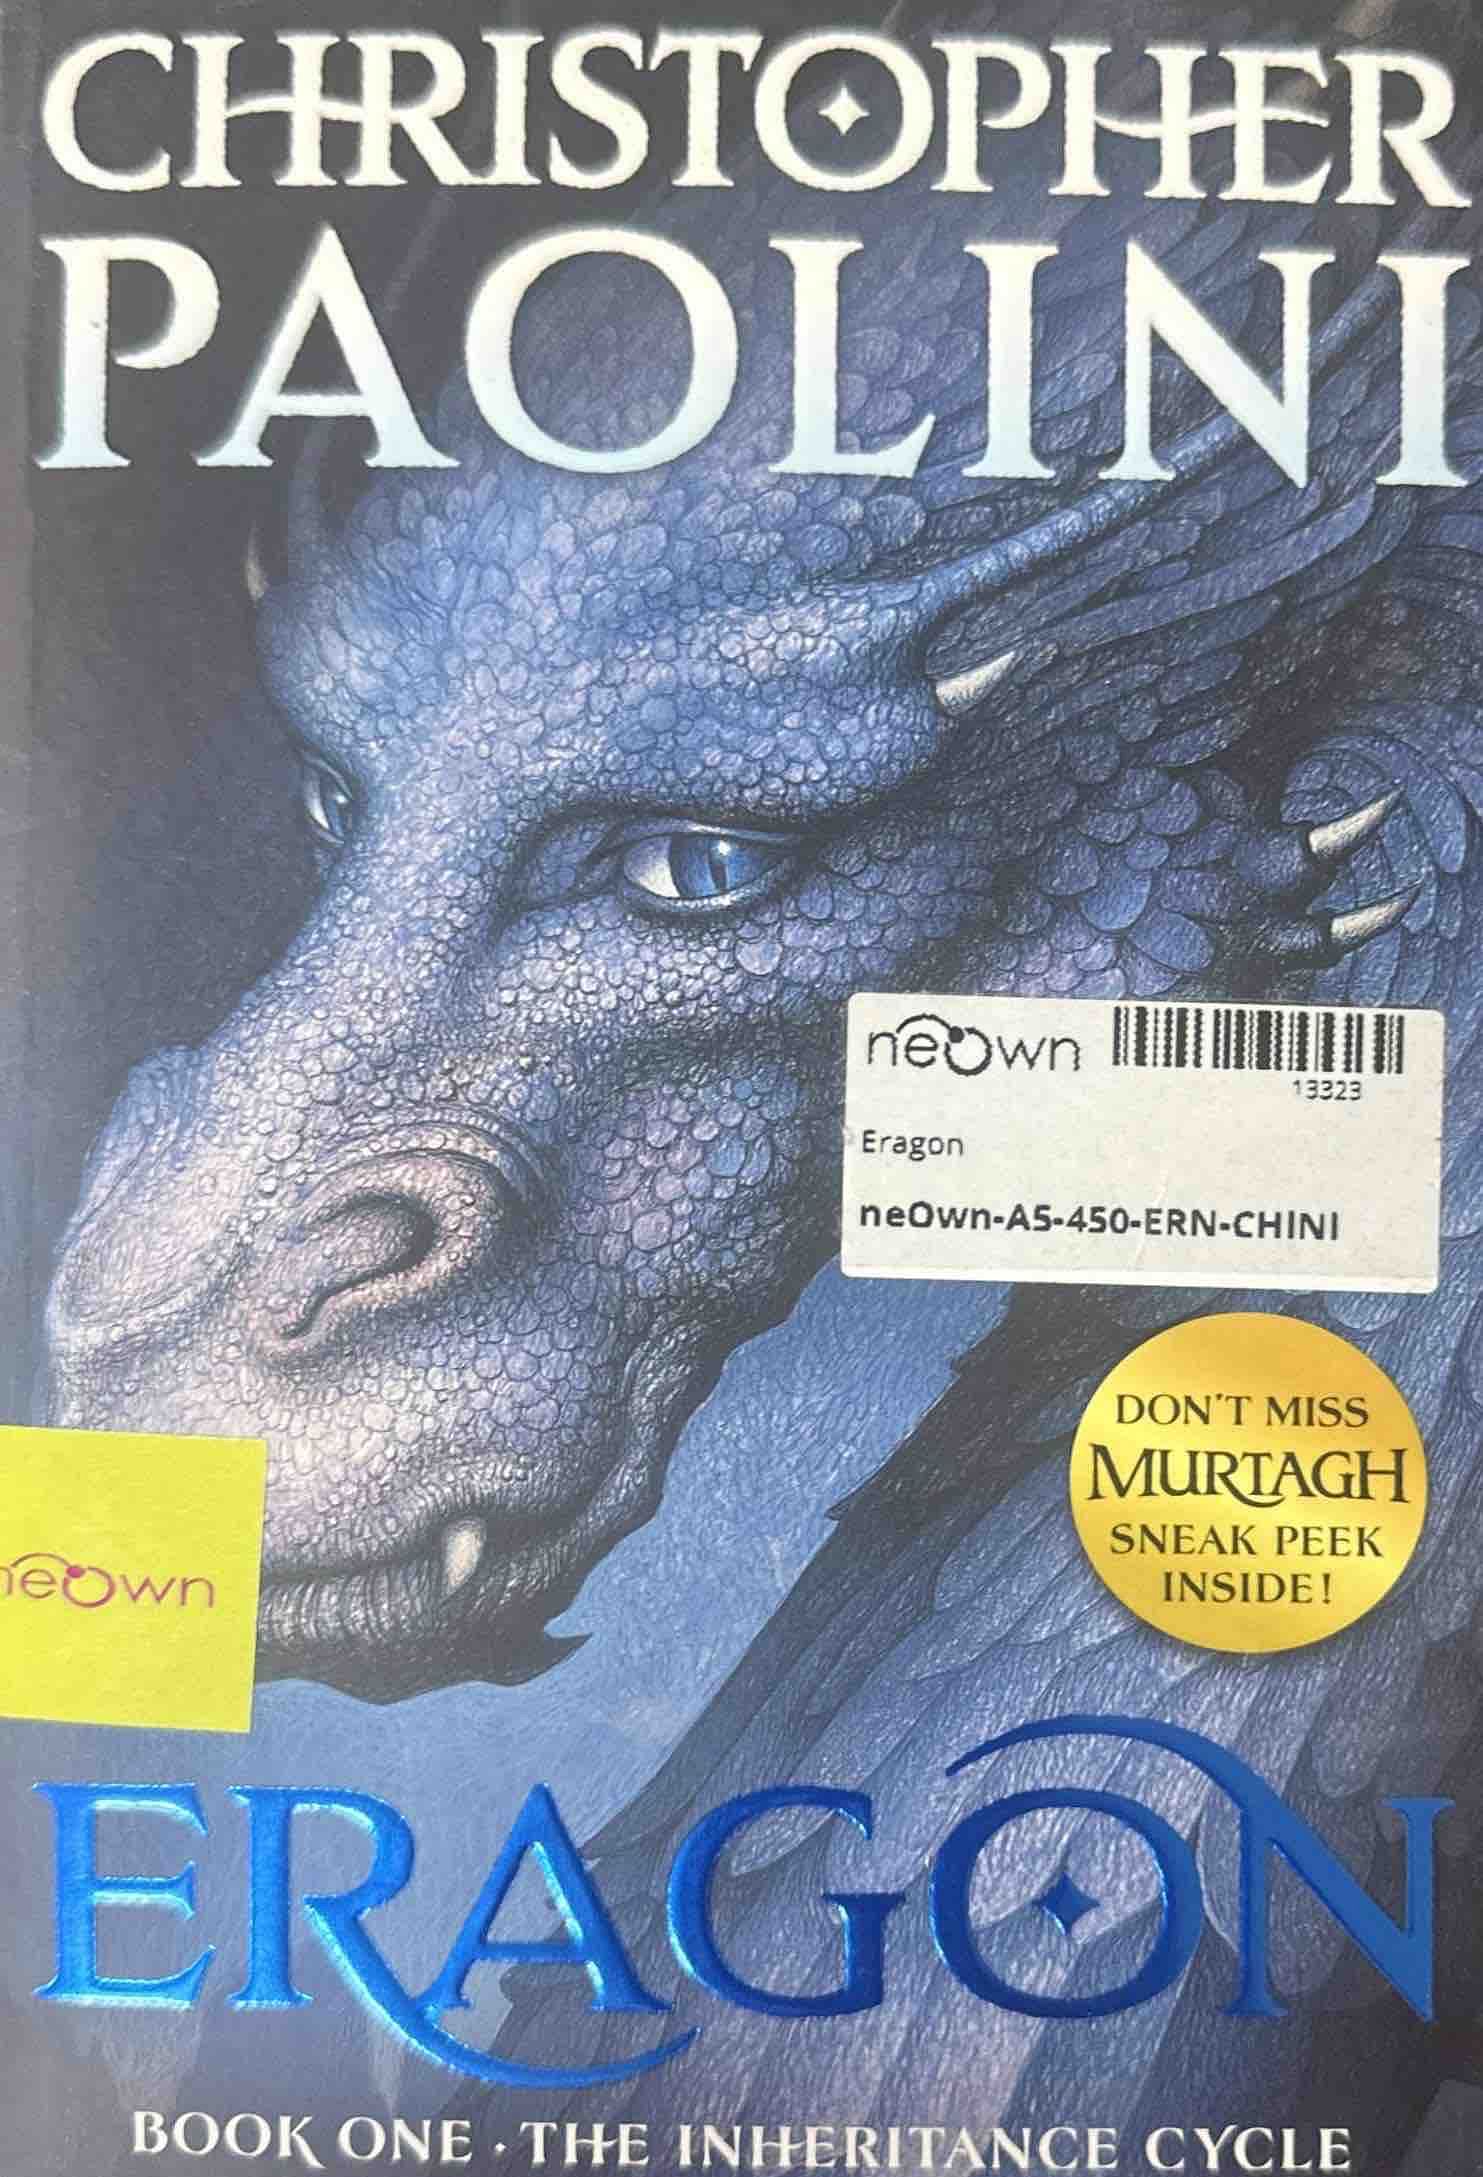 CHRISTOPHER
PAOLINI
neOwn
13323
Eragon
neOwn-A5-450-ERN-CHINI
DON'T MISS
MURTAGH
SNEAK PEEK
INSIDE!
neOwn
ERAGON
BOOK ONE · THE INHERITANCE CYCLE